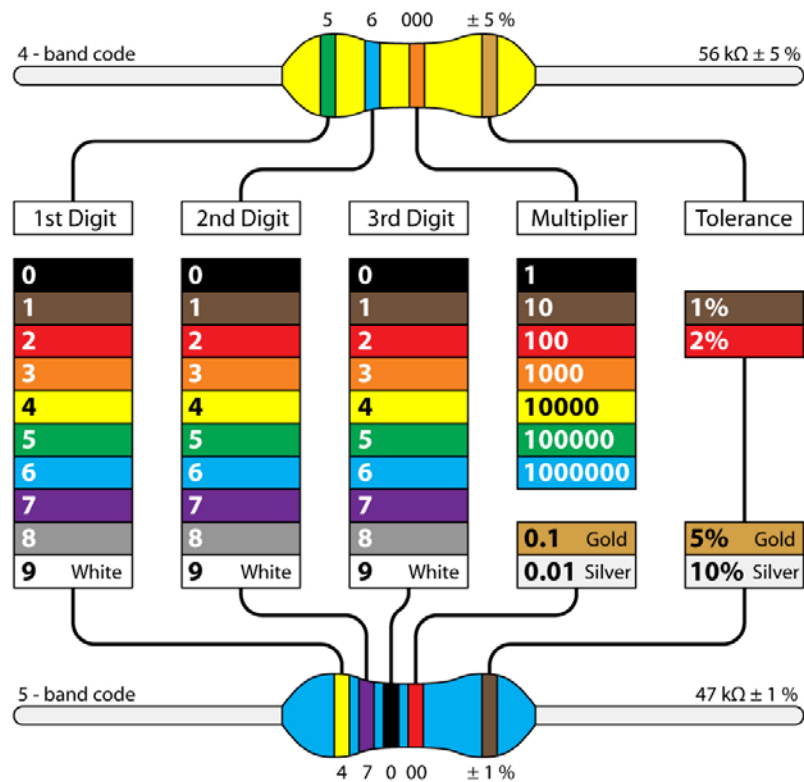 5 6 000 ± 5 %
4 - band code 56 kΩ ± 5 %
1st Digit 2nd Digit 3rd Digit Multiplier Tolerance
0 0 0 1
1 1 1 10 1%
2 2 2 100 2%
3 3 3 1000
4 4 4 10000
5 5 5 100000
6 6 6 1000000
7 7 7
8 8 8 0.1 Gold 5% Gold
9 White 9 White 9 White 0.01 Silver 10% Silver
5 - band code 47 kΩ ± 1 %
4 7 0 00 ± 1 %